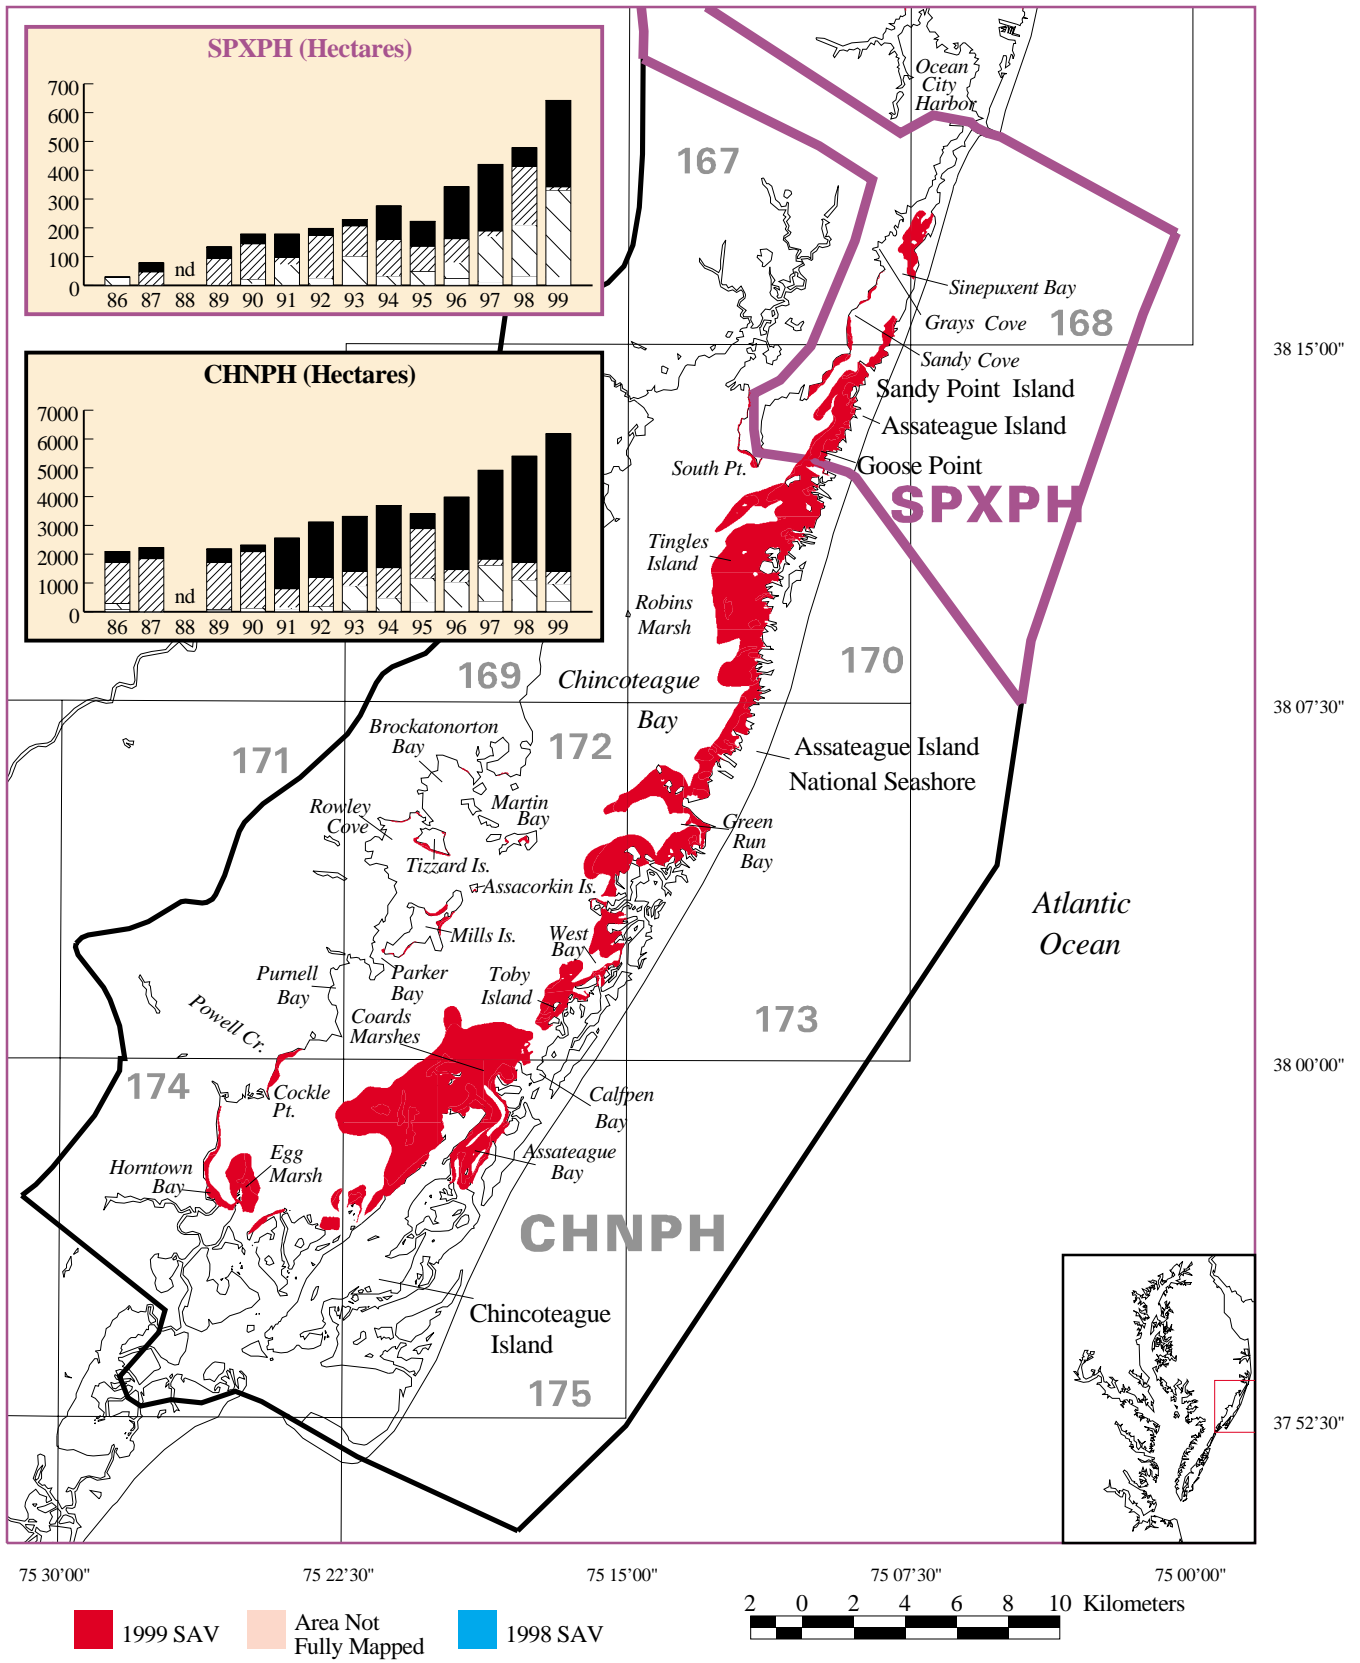 SPXPH (Hectares)
700
600
500
400
300
200
100
0
nd
86 87 88 89 90 91 92 93 94 95 96 97 98 99
CHNPH (Hectares)
7000
6000
5000
4000
3000
2000
1000
0
nd
86 87 88 89 90 91 92 93 94 95 96 97 98 99
Ocean
City
Harbor
167
Sinepuxent Bay
Grays Cove
168
Sandy Cove
38 15'00"
Sandy Point Island
Assateague Island
Goose Point
South Pt.
SPXPH
Tingles
Island
Robins
Marsh
170
169
Chincoteague
Bay
38 07'30"
171
Brockatonorton
Bay
172
Assateague Island
National Seashore
Rowley
Cove
Martin
Bay
Green
Run
Bay
Tizzard Is.
Assacorkin Is.
Atlantic
Ocean
Mills Is.
West
Bay
Purnell
Bay
Parker
Bay
Toby
Island
Powell Cr.
Coards
Marshes
173
38 00'00"
174
Cockle
Pt.
Calfpen
Bay
Egg
Marsh
Assateague
Bay
Horntown
Bay
CHNPH
Chincoteague
Island
175
37 52'30"
75 30'00"
75 22'30"
75 15'00"
75 07'30"
75 00'00"
1999 SAV
Area Not
Fully Mapped
1998 SAV
2 0 2 4 6 8 10 Kilometers